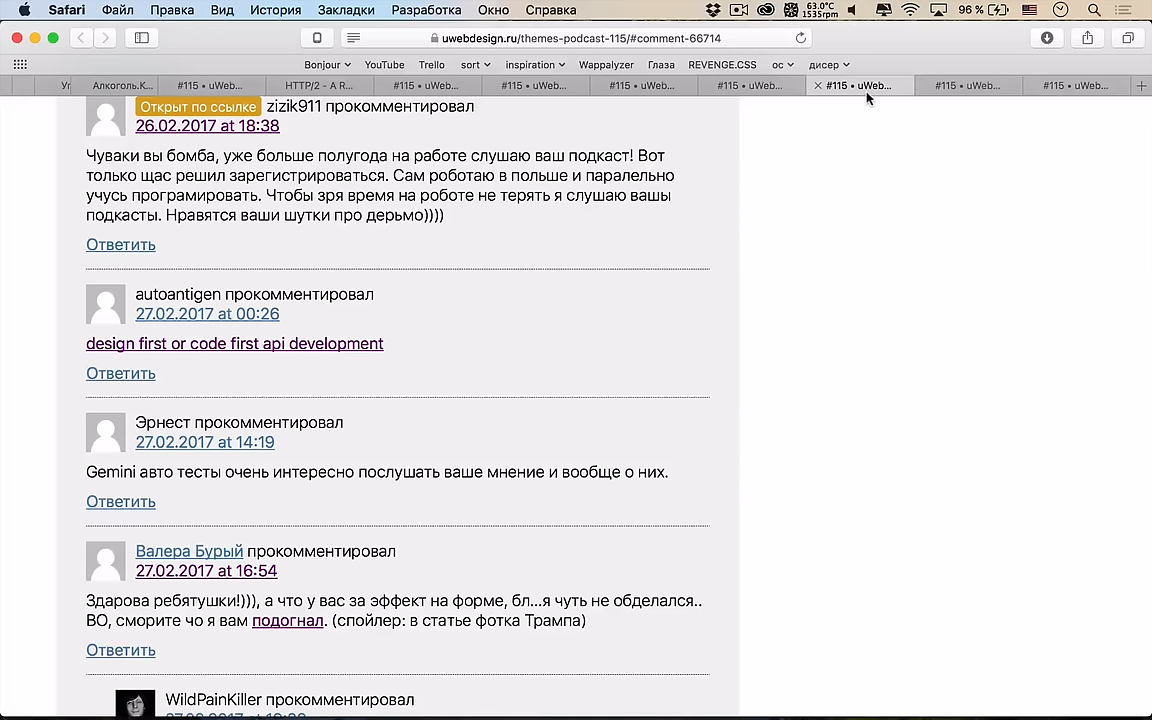 Safari Файл Правка Вид История Закладки Разработка Окно Справка 63.0°C 1535rpm 96 %
uwebdesign.ru/themes-podcast-115/#comment-66714
Bonjour YouTube Trello sort inspiration Wappalyzer Глаза REVENGE.CSS ос дисер
Алкоголь.К... #115 • uWeb... HTTP/2 - A R... #115 • uWeb... #115 • uWeb... #115 • uWeb... #115 • uWeb... #115 • uWeb... #115 • uWeb... #115 • uWeb...
Открыт по ссылке zizik911 прокомментировал
26.02.2017 at 18:38
Чуваки вы бомба, уже больше полугода на работе слушаю ваш подкаст! Вот
только щас решил зарегистрироваться. Сам роботаю в польше и паралельно
учусь програмировать. Чтобы зря время на роботе не терять я слушаю вашы
подкасты. Нравятся ваши шутки про дерьмо))))
Ответить
autoantigen прокомментировал
27.02.2017 at 00:26
design first or code first api development
Ответить
Эрнест прокомментировал
27.02.2017 at 14:19
Gemini авто тесты очень интересно послушать ваше мнение и вообще о них.
Ответить
Валера Бурый прокомментировал
27.02.2017 at 16:54
Здарова ребятушки!))), а что у вас за эффект на форме, бл...я чуть не обделался..
ВО, сморите чо я вам подогнал. (спойлер: в статье фотка Трампа)
Ответить
WildPainKiller прокомментировал